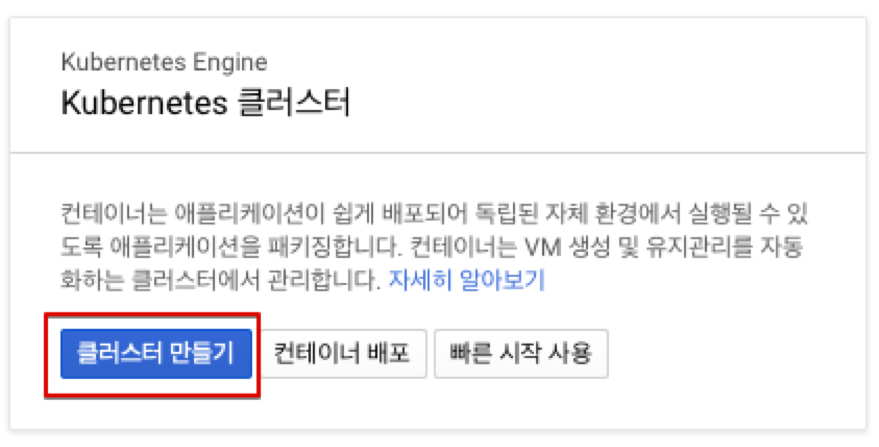 Kubernetes Engine
Kubernetes 클러스터
컨테이너는 애플리케이션이 쉽게 배포되어 독립된 자체 환경에서 실행될 수 있
도록 애플리케이션을 패키징합니다. 컨테이너는 VM 생성 및 유지관리를 자동
화하는 클러스터에서 관리합니다. 자세히 알아보기
클러스터 만들기 컨테이너 배포 빠른 시작 사용